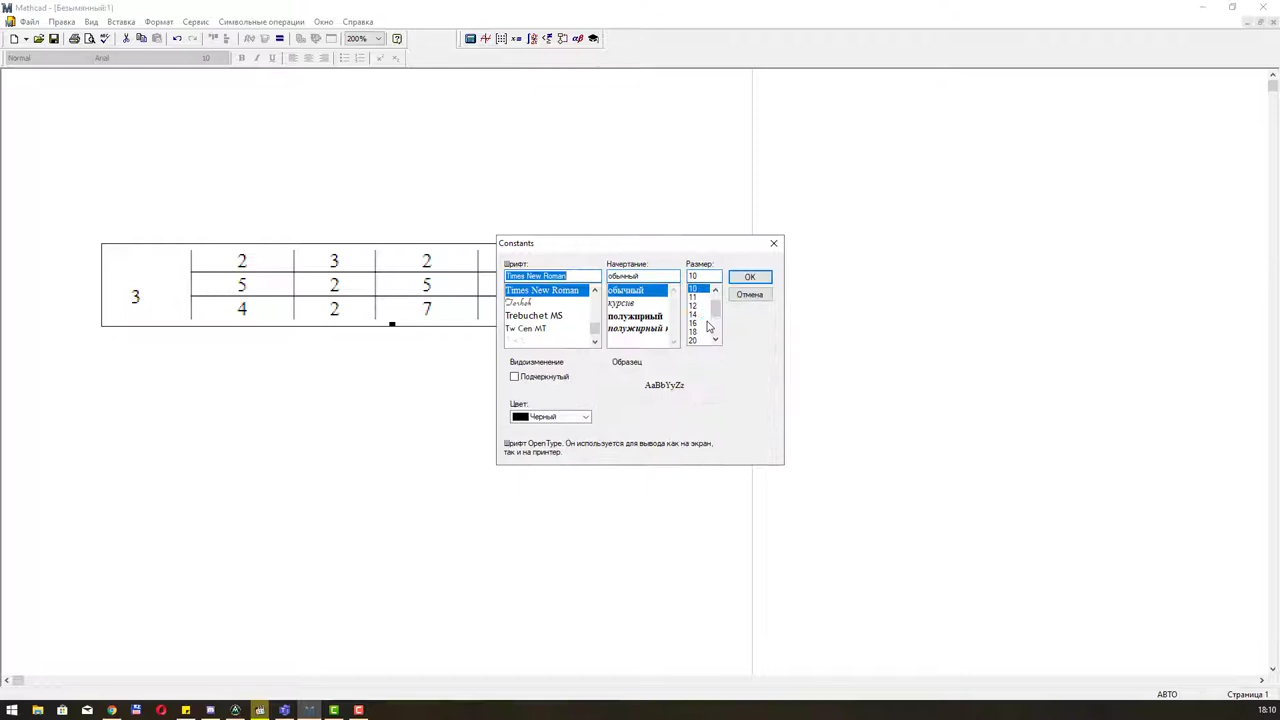 Mathcad - [Безымянный:1]
Файл Правка Вид Вставка Формат Сервис Символьные операции Окно Справка
200%
Normal Arial 10 B I U
Constants
Шрифт: Начертание: Размер:
Times New Roman обычный 10 OK
Times New Roman обычный 10 Отмена
курсив 11
12
Trebuchet MS полужирный 14
Tw Cen MT полужирный 16
18
20
Видоизменение Образец
Подчеркнутый
AaBbYyZz
Цвет:
Черный
Шрифт OpenType. Он используется для вывода как на экран,
так и на принтер.
2 3 2
3 5 2 5
4 2 7
АВТО Страница 1
18:10